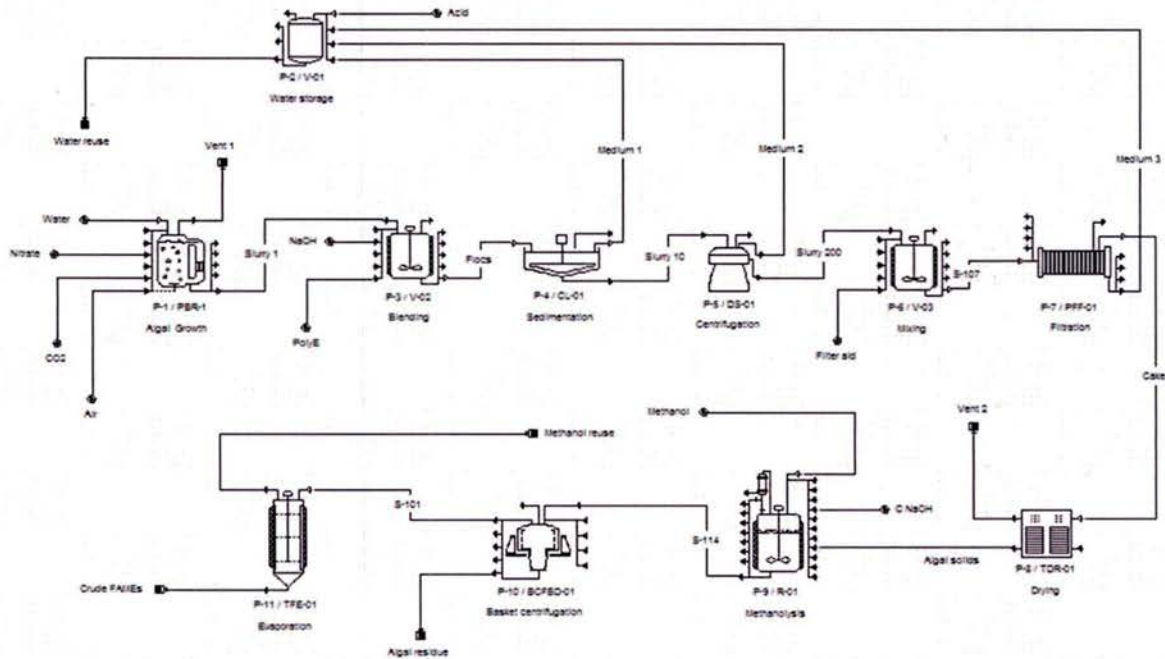 Acid
P-2 / V-01
Water storage
Water reuse
Vent 1
Medium 1
Medium 2
Medium 3
Water
Nitrate
CO2
Air
P-1 / PBR-1
Algal Growth
Slurry 1
NaOH
PolyE
P-3 / V-02
Blending
Flocs
P-4 / CL-01
Sedimentation
Slurry 10
P-5 / DS-01
Centrifugation
Slurry 200
Filter aid
P-6 / V-03
Mixing
S-107
P-7 / PFF-01
Filtration
Cake
Methanol reuse
S-101
Crude FAMEs
P-11 / TFE-01
Evaporation
P-10 / BCFBD-01
Basket centrifugation
Algal residue
S-114
Methanol
C NaOH
P-9 / R-01
Methanolysis
Algal solids
Vent 2
P-8 / TDR-01
Drying